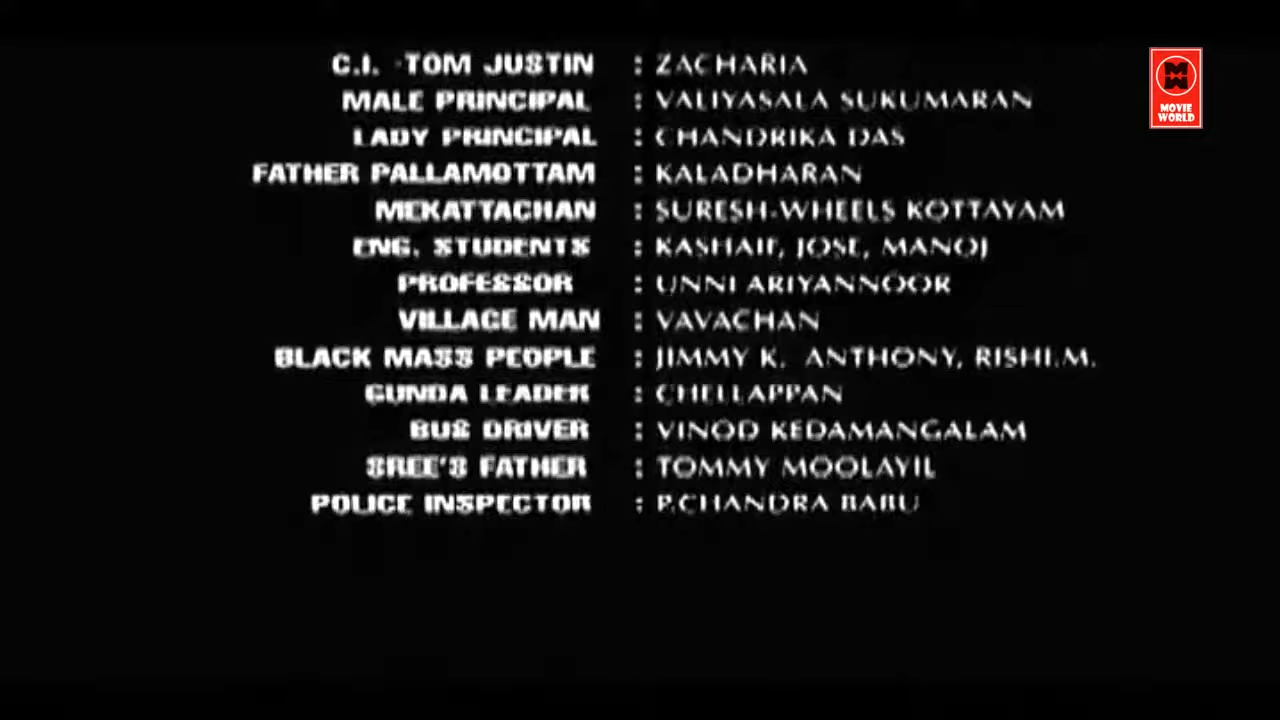 C.I. TOM JUSTIN : ZACHARIA
MALE PRINCIPAL : VALIYASALA SUKUMARAN
LADY PRINCIPAL : CHANDRIKA DAS
FATHER PALLAMOTTAM : KALADHARAN
MEKATTACHAN : SURESH-WHEELS KOTTAYAM
ENG. STUDENTS : KASHAIF, JOSE, MANOJ
PROFESSOR : UNNI ARIYANNOOR
VILLAGE MAN : VAVACHAN
BLACK MASS PEOPLE : JIMMY K. ANTHONY, RISHI.M.
GUNDA LEADER : CHELLAPPAN
BUS DRIVER : VINOD KEDAMANGALAM
SREE'S FATHER : TOMMY MOOLAYIL
POLICE INSPECTOR : P.CHANDRA BABU
MOVIE
WORLD